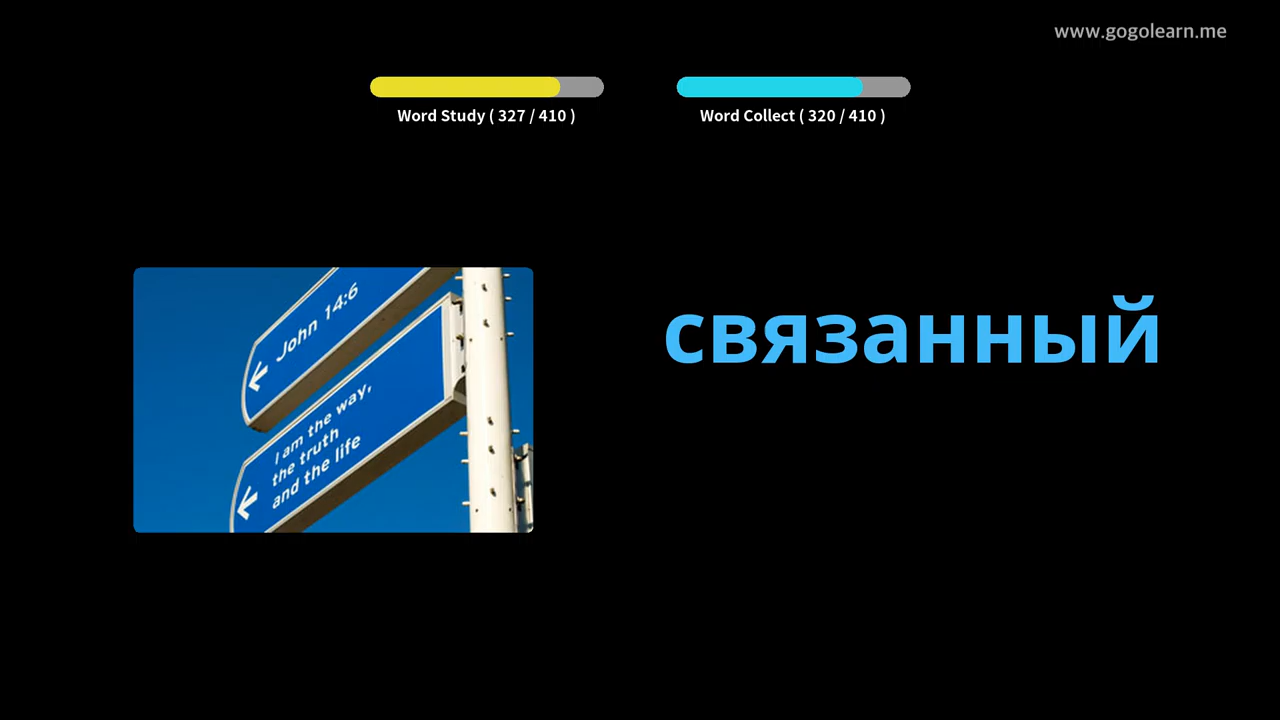 www.gogolearn.me
Word Study ( 327 / 410 )
Word Collect ( 320 / 410 )
John 14:6
I am the way,
the truth
and the life
связанный